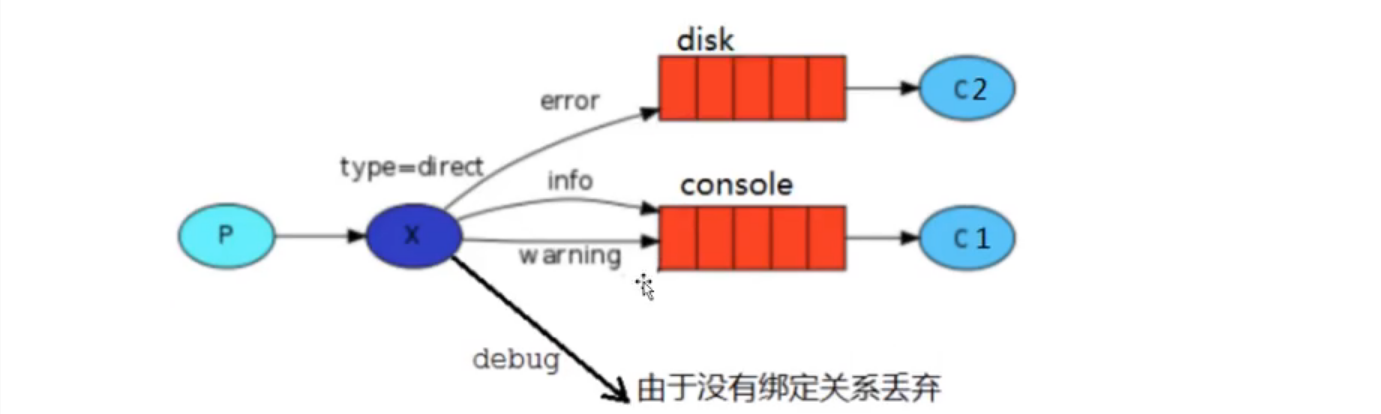 disk
error
C2
type=direct
info
console
P
X
C1
warning
debug
由于没有绑定关系丢弃